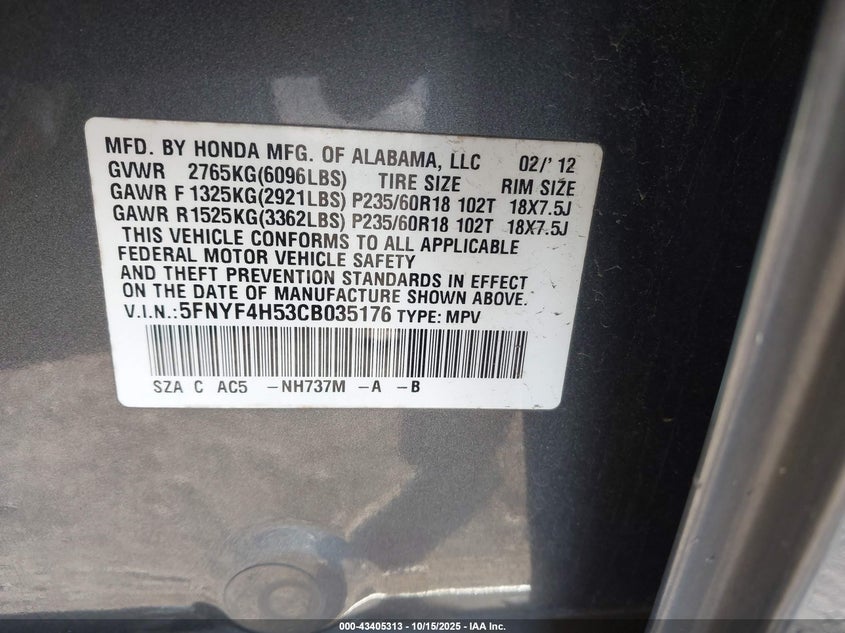 MFD. BY HONDA MFG. OF ALABAMA, LLC 02/'12
GVWR 2765KG(6096LBS) TIRE SIZE RIM SIZE
GAWR F 1325KG(2921LBS) P235/60R18 102T 18X7.5J
GAWR R1525KG(3362LBS) P235/60R18 102T 18X7.5J
THIS VEHICLE CONFORMS TO ALL APPLICABLE
FEDERAL MOTOR VEHICLE SAFETY
AND THEFT PREVENTION STANDARDS IN EFFECT
ON THE DATE OF MANUFACTURE SHOWN ABOVE.
V.I.N.:5FNYF4H53CB035176 TYPE: MPV
SZA C AC5 -NH737M -A -B
000-43405313 - 10/15/2025 - IAA Inc.